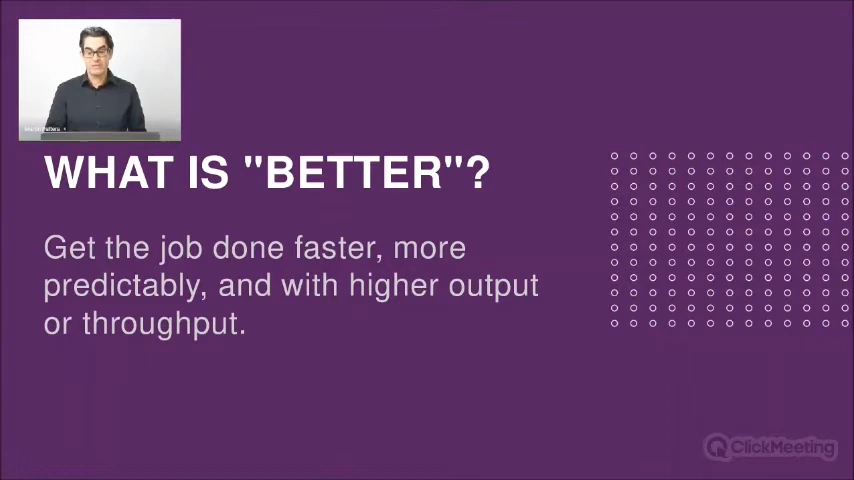 WHAT IS "BETTER"?
Get the job done faster, more
predictably, and with higher output
or throughput.
ClickMeeting